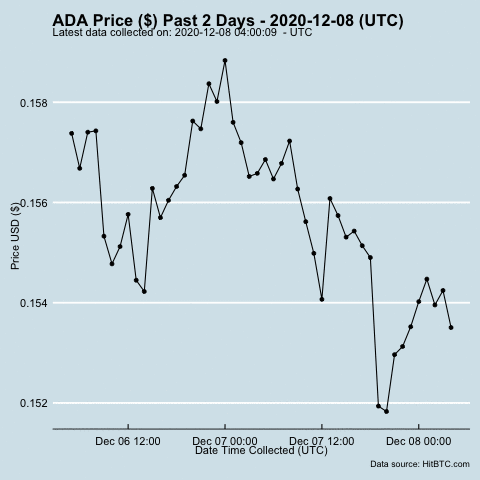 ADA Price ($) Past 2 Days - 2020-12-08 (UTC)
Latest data collected on: 2020-12-08 04:00:09 - UTC
0.158
0.156
0.154
0.152
Price USD ($)
Dec 06 12:00 Dec 07 00:00 Dec 07 12:00 Dec 08 00:00
Date Time Collected (UTC)
Data source: HitBTC.com